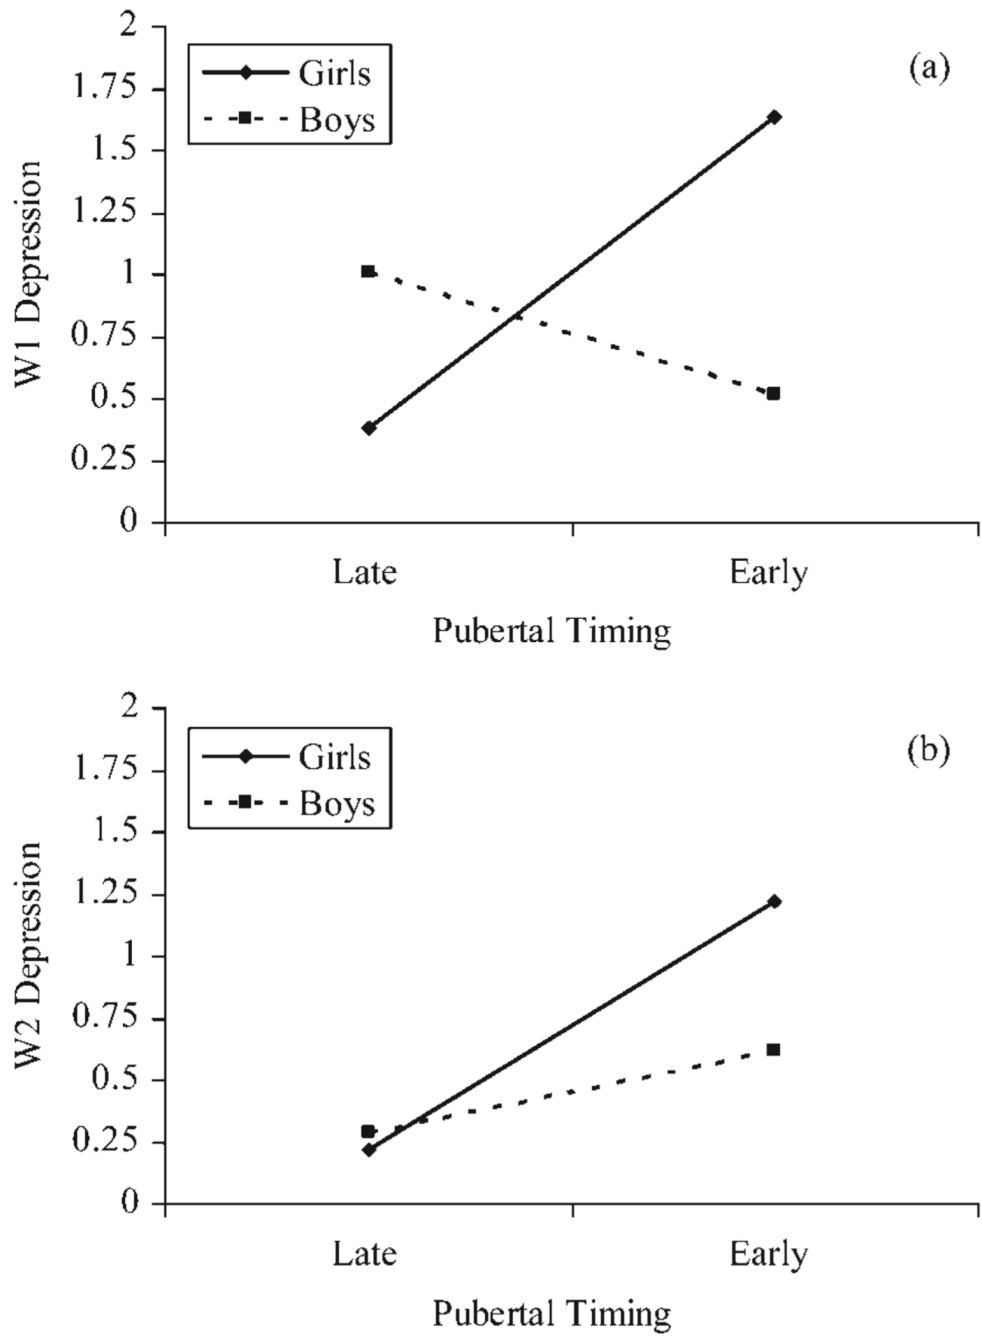 2
Girls
Boys
(a)
1.75
1.5
1.25
1
0.75
0.5
0.25
0
W1 Depression
Late
Early
Pubertal Timing
2
Girls
Boys
(b)
1.75
1.5
1.25
1
0.75
0.5
0.25
0
W2 Depression
Late
Early
Pubertal Timing